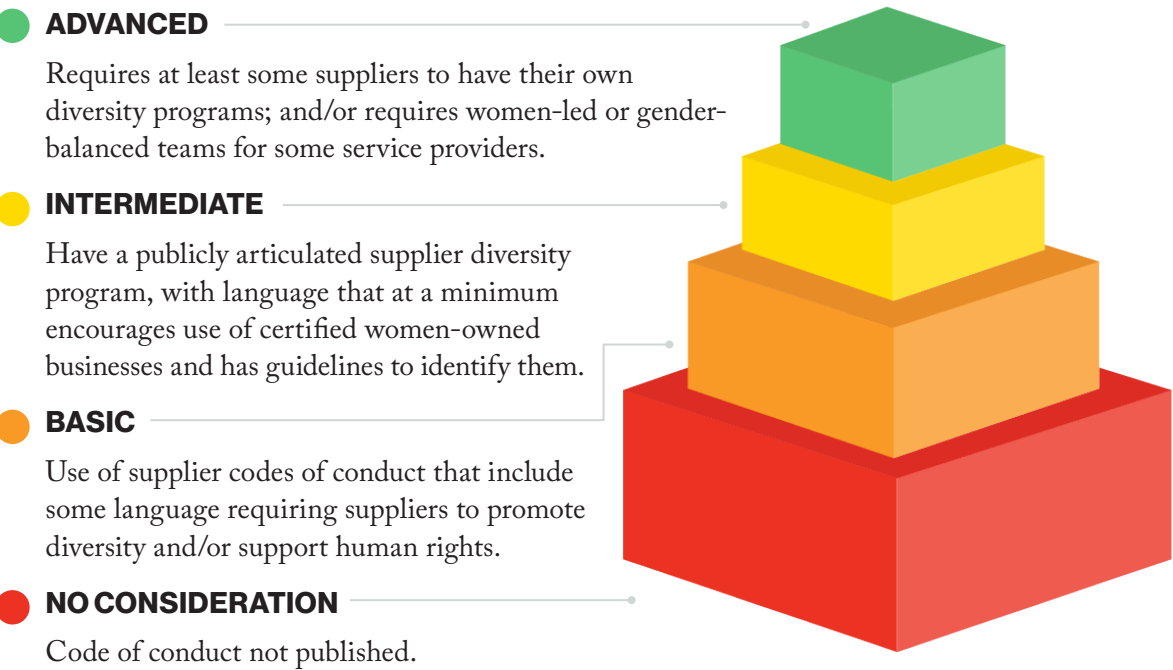 ADVANCED
Requires at least some suppliers to have their own
diversity programs; and/or requires women-led or gender-
balanced teams for some service providers.
INTERMEDIATE
Have a publicly articulated supplier diversity
program, with language that at a minimum
encourages use of certified women-owned
businesses and has guidelines to identify them.
BASIC
Use of supplier codes of conduct that include
some language requiring suppliers to promote
diversity and/or support human rights.
NO CONSIDERATION
Code of conduct not published.